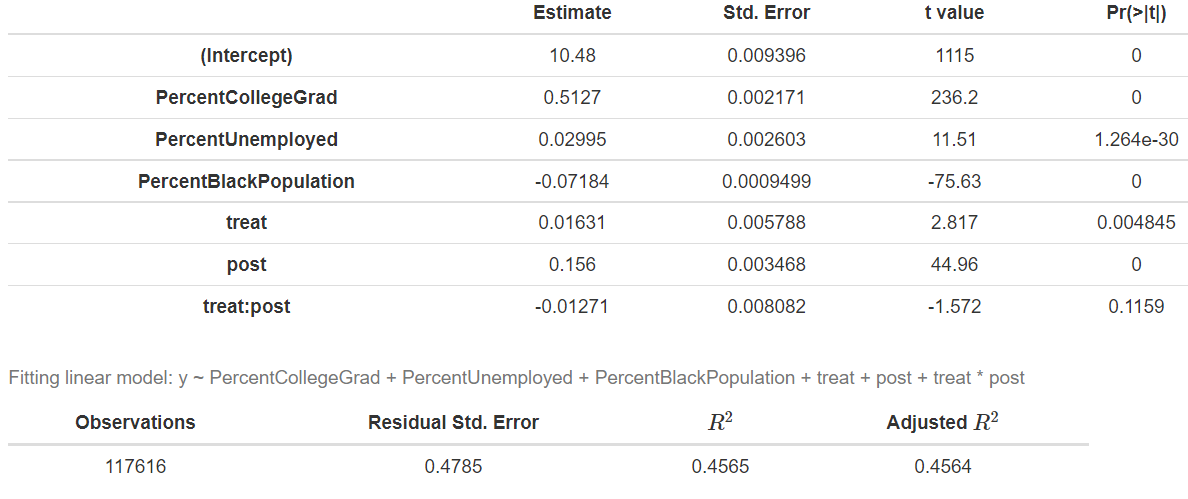 Estimate Std. Error t value Pr(>|t|)
(Intercept) 10.48 0.009396 1115 0
PercentCollegeGrad 0.5127 0.002171 236.2 0
PercentUnemployed 0.02995 0.002603 11.51 1.264e-30
PercentBlackPopulation -0.07184 0.0009499 -75.63 0
treat 0.01631 0.005788 2.817 0.004845
post 0.156 0.003468 44.96 0
treat:post -0.01271 0.008082 -1.572 0.1159
Fitting linear model: y ~ PercentCollegeGrad + PercentUnemployed + PercentBlackPopulation + treat + post + treat * post
Observations Residual Std. Error R² Adjusted R²
117616 0.4785 0.4565 0.4564